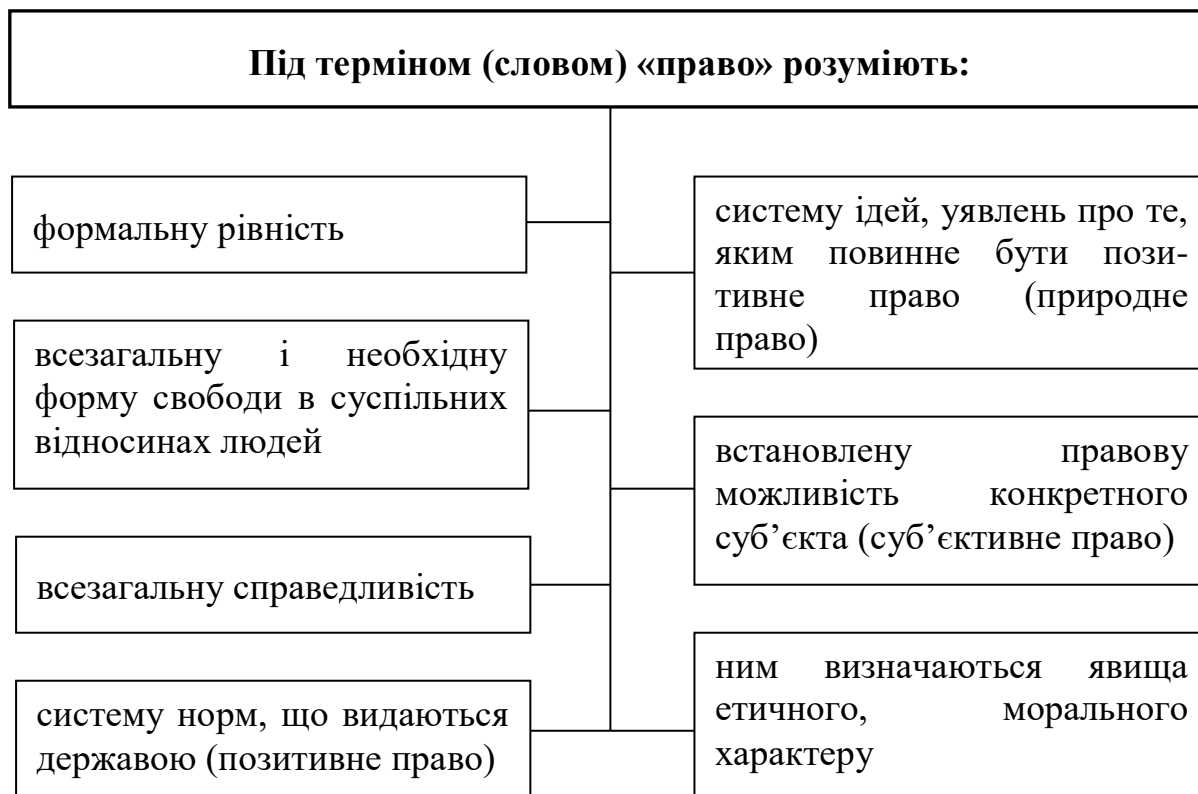 Під терміном (словом) «право» розуміють:
формальну рівність
всезагальну і необхідну
форму свободи в суспільних
відносинах людей
всезагальну справедливість
систему норм, що видаються
державою (позитивне право)
систему ідей, уявлень про те,
яким повинне бути пози-
тивне право (природне
право)
встановлену правову
можливість конкретного
суб’єкта (суб’єктивне право)
ним визначаються явища
етичного, морального
характеру